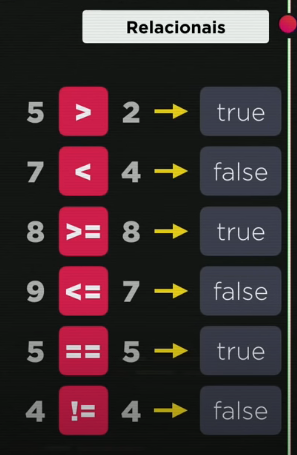 Relacionais
5 > 2 → true
7 < 4 → false
8 >= 8 → true
9 <= 7 → false
5 == 5 → true
4 != 4 → false